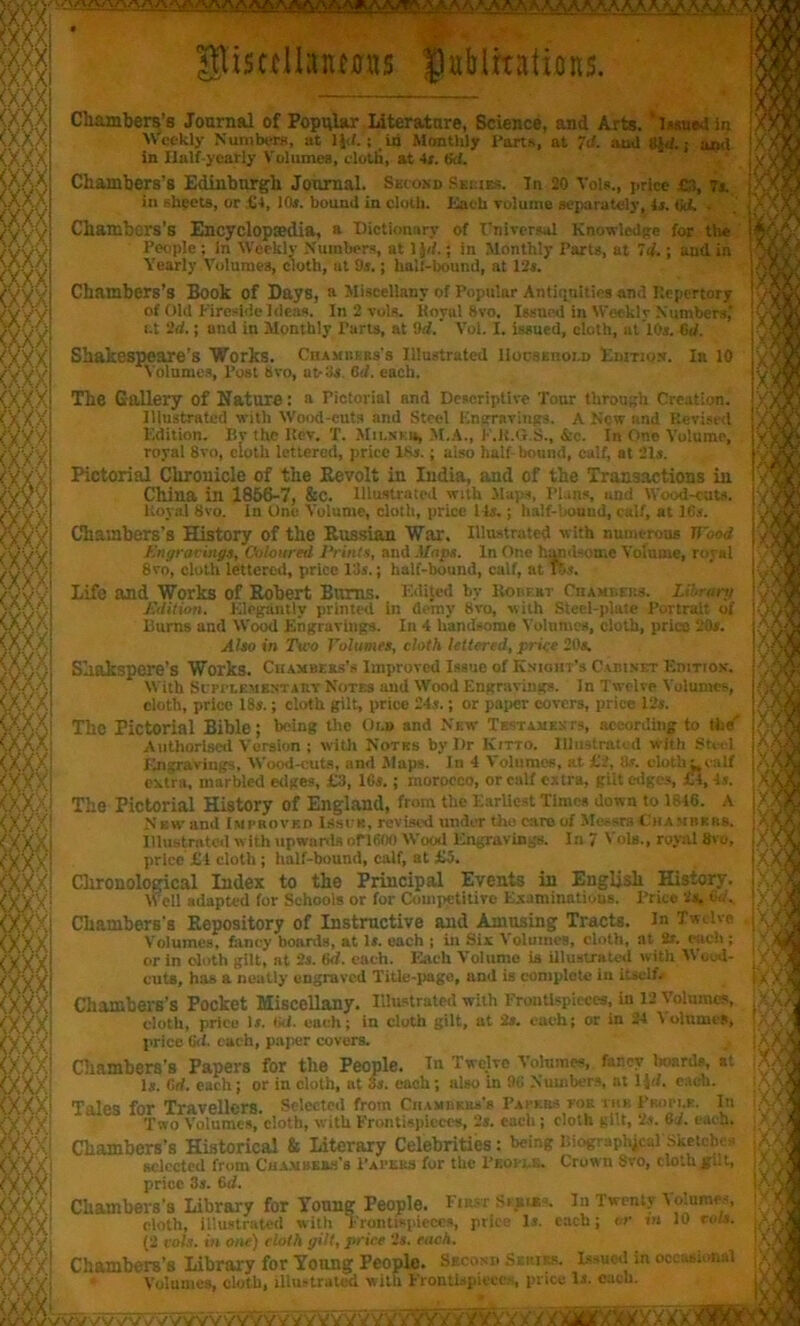 Miscellaneous Publications.
Chambers's Journal of Popular Literature, Science, and Arts. Issued in
Weekly Numbers, at 1½d.; in Monthly Parts, at 7d. and 8½d.; and
in Half-yearly Volumes, cloth, at 4s. 6d.
Chambers's Edinburgh Journal. SECOND SERIES. In 20 Vols., price £3, 7s.
in sheets, or £4, 10s. bound in cloth. Each volume separately, 4s. 6d.
Chambers's Encyclopædia, a Dictionary of Universal Knowledge for the
People; in Weekly Numbers, at 1½d.; in Monthly Parts, at 7d.; and in
Yearly Volumes, cloth, at 9s.; half-bound, at 12s.
Chambers's Book of Days, a Miscellany of Popular Antiquities and Repertory
of Old Fireside Ideas. In 2 vols. Royal 8vo. Issued in Weekly Numbers,
at 2d.; and in Monthly Parts, at 9d. Vol. I. issued, cloth, at 10s. 6d.
Shakespeare's Works. CHAMBERS'S Illustrated HOUSEHOLD EDITION. In 10
Volumes, Post 8vo, at 3s. 6d. each.
The Gallery of Nature: a Pictorial and Descriptive Tour through Creation.
Illustrated with Wood-cuts and Steel Engravings. A New and Revised
Edition. By the Rev. T. MILNER, M.A., F.R.G.S., &c. In One Volume,
royal 8vo, cloth lettered, price 18s.; also half-bound, calf, at 21s.
Pictorial Chronicle of the Revolt in India, and of the Transactions in
China in 1856-7, &c. Illustrated with Maps, Plans, and Wood-cuts.
Royal 8vo. In One Volume, cloth, price 14s.; half-bound, calf, at 16s.
Chambers's History of the Russian War. Illustrated with numerous Wood
Engravings, Coloured Prints, and Maps. In One handsome Volume, royal
8vo, cloth lettered, price 13s.; half-bound, calf, at 15s.
Life and Works of Robert Burns. Edited by ROBERT CHAMBERS. Library
Edition. Elegantly printed in demy 8vo, with Steel-plate Portrait of
Burns and Wood Engravings. In 4 handsome Volumes, cloth, price 20s.
Also in Two Volumes, cloth lettered, price 20s.
Shakspere's Works. CHAMBERS'S Improved Issue of KNIGHT'S CABINET EDITION.
With SUPPLEMENTARY NOTES and Wood Engravings. In Twelve Volumes,
cloth, price 18s.; cloth gilt, price 24s.; or paper covers, price 12s.
The Pictorial Bible; being the OLD and NEW TESTAMENTS, according to the
Authorised Version; with NOTES by Dr KITTO. Illustrated with Steel
Engravings, Wood-cuts, and Maps. In 4 Volumes, at £2, 8s. cloth; calf
extra, marbled edges, £3, 16s.; morocco, or calf extra, gilt edges, £4, 4s.
The Pictorial History of England, from the Earliest Times down to 1846. A
NEW and IMPROVED ISSUE, revised under the care of Messrs CHAMBERS.
Illustrated with upwards of 1600 Wood Engravings. In 7 Vols., royal 8vo,
price £4 cloth; half-bound, calf, at £5.
Chronological Index to the Principal Events in English History.
Well adapted for Schools or for Competitive Examinations. Price 2s. 6d.
Chambers's Repository of Instructive and Amusing Tracts. In Twelve
Volumes, fancy boards, at 1s. each; in Six Volumes, cloth, at 2s. each;
or in cloth gilt, at 2s. 6d. each. Each Volume is illustrated with Wood-
cuts, has a neatly engraved Title-page, and is complete in itself.
Chambers's Pocket Miscellany. Illustrated with Frontispieces, in 12 Volumes,
cloth, price 1s. 6d. each; in cloth gilt, at 2s. each; or in 24 Volumes,
price 6d. each, paper covers.
Chambers's Papers for the People. In Twelve Volumes, fancy boards, at
1s. 6d. each; or in cloth, at 3s. each; also in 96 Numbers, at 1½d. each.
Tales for Travellers. Selected from CHAMBERS'S PAPERS FOR THE PEOPLE. In
Two Volumes, cloth, with Frontispieces, 2s. each; cloth gilt, 2s. 6d. each.
Chambers's Historical & Literary Celebrities: being Biographical Sketches
selected from CHAMBERS'S PAPERS for the PEOPLE. Crown 8vo, cloth gilt,
price 3s. 6d.
Chambers's Library for Young People. FIRST SERIES. In Twenty Volumes,
cloth, illustrated with Frontispieces, price 1s. each; or in 10 vols.
(2 vols. in one) cloth gilt, price 2s. each.
Chambers's Library for Young People. SECOND SERIES. Issued in occasional
Volumes, cloth, illustrated with Frontispieces, price 1s. each.